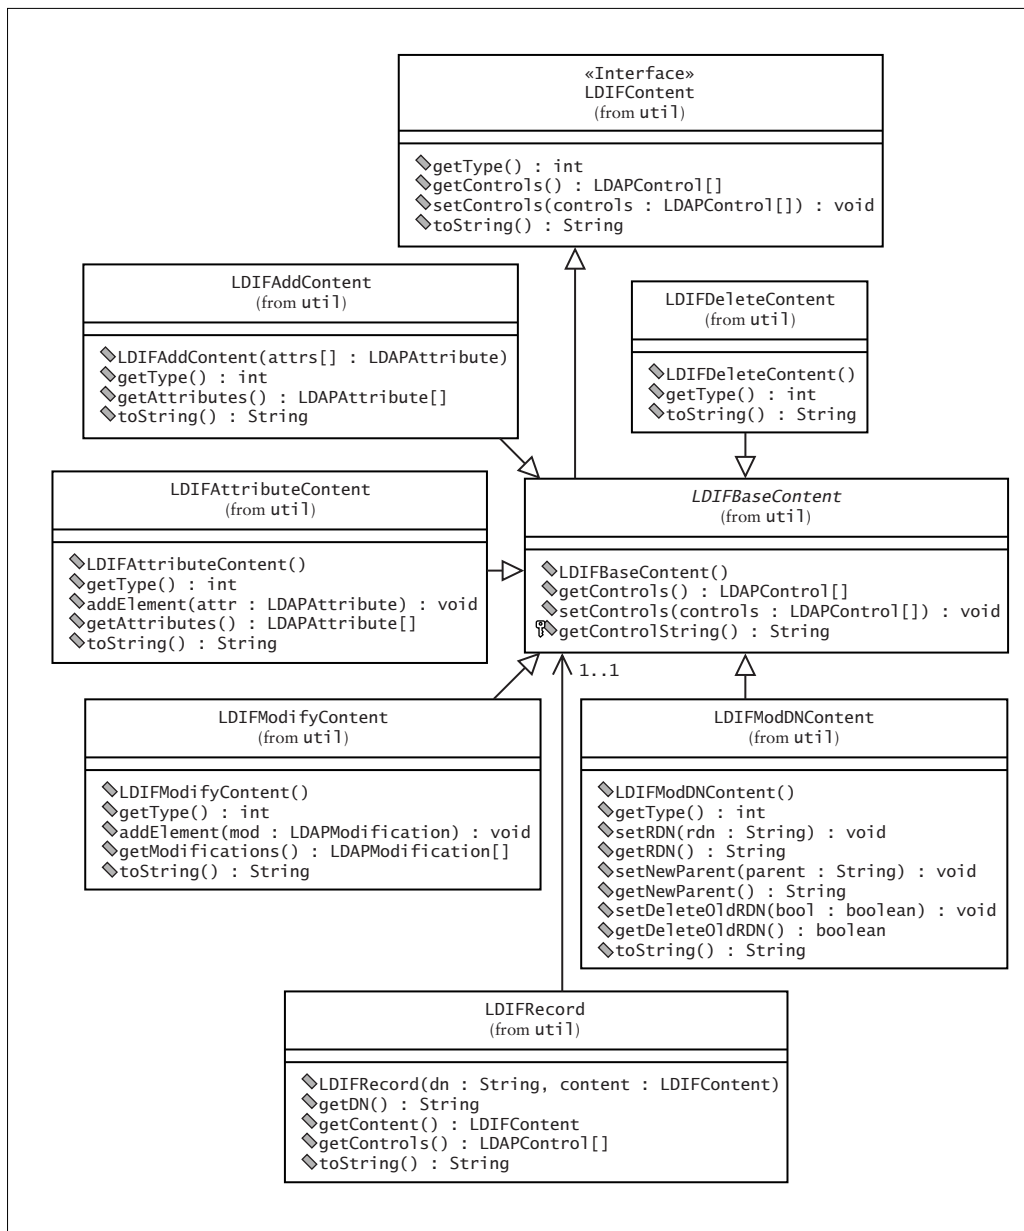 «Interface»
LDIFContent
(from util)
getType() : int
getControls() : LDAPControl[]
setControls(controls : LDAPControl[]) : void
toString() : String
LDIFAddContent
(from util)
LDIFAddContent(attrs[] : LDAPAttribute)
getType() : int
getAttributes() : LDAPAttribute[]
toString() : String
LDIFDeleteContent
(from util)
LDIFDeleteContent()
getType() : int
toString() : String
LDIFAttributeContent
(from util)
LDIFAttributeContent()
getType() : int
addElement(attr : LDAPAttribute) : void
getAttributes() : LDAPAttribute[]
toString() : String
LDIFBaseContent
(from util)
LDIFBaseContent()
getControls() : LDAPControl[]
setControls(controls : LDAPControl[]) : void
getControlString() : String
1..1
LDIFModifyContent
(from util)
LDIFModifyContent()
getType() : int
addElement(mod : LDAPModification) : void
getModifications() : LDAPModification[]
toString() : String
LDIFModDNContent
(from util)
LDIFModDNContent()
getType() : int
setRDN(rdn : String) : void
getRDN() : String
setNewParent(parent : String) : void
getNewParent() : String
setDeleteOldRDN(bool : boolean) : void
getDeleteOldRDN() : boolean
toString() : String
LDIFRecord
(from util)
LDIFRecord(dn : String, content : LDIFContent)
getDN() : String
getContent() : LDIFContent
getControls() : LDAPControl[]
toString() : String